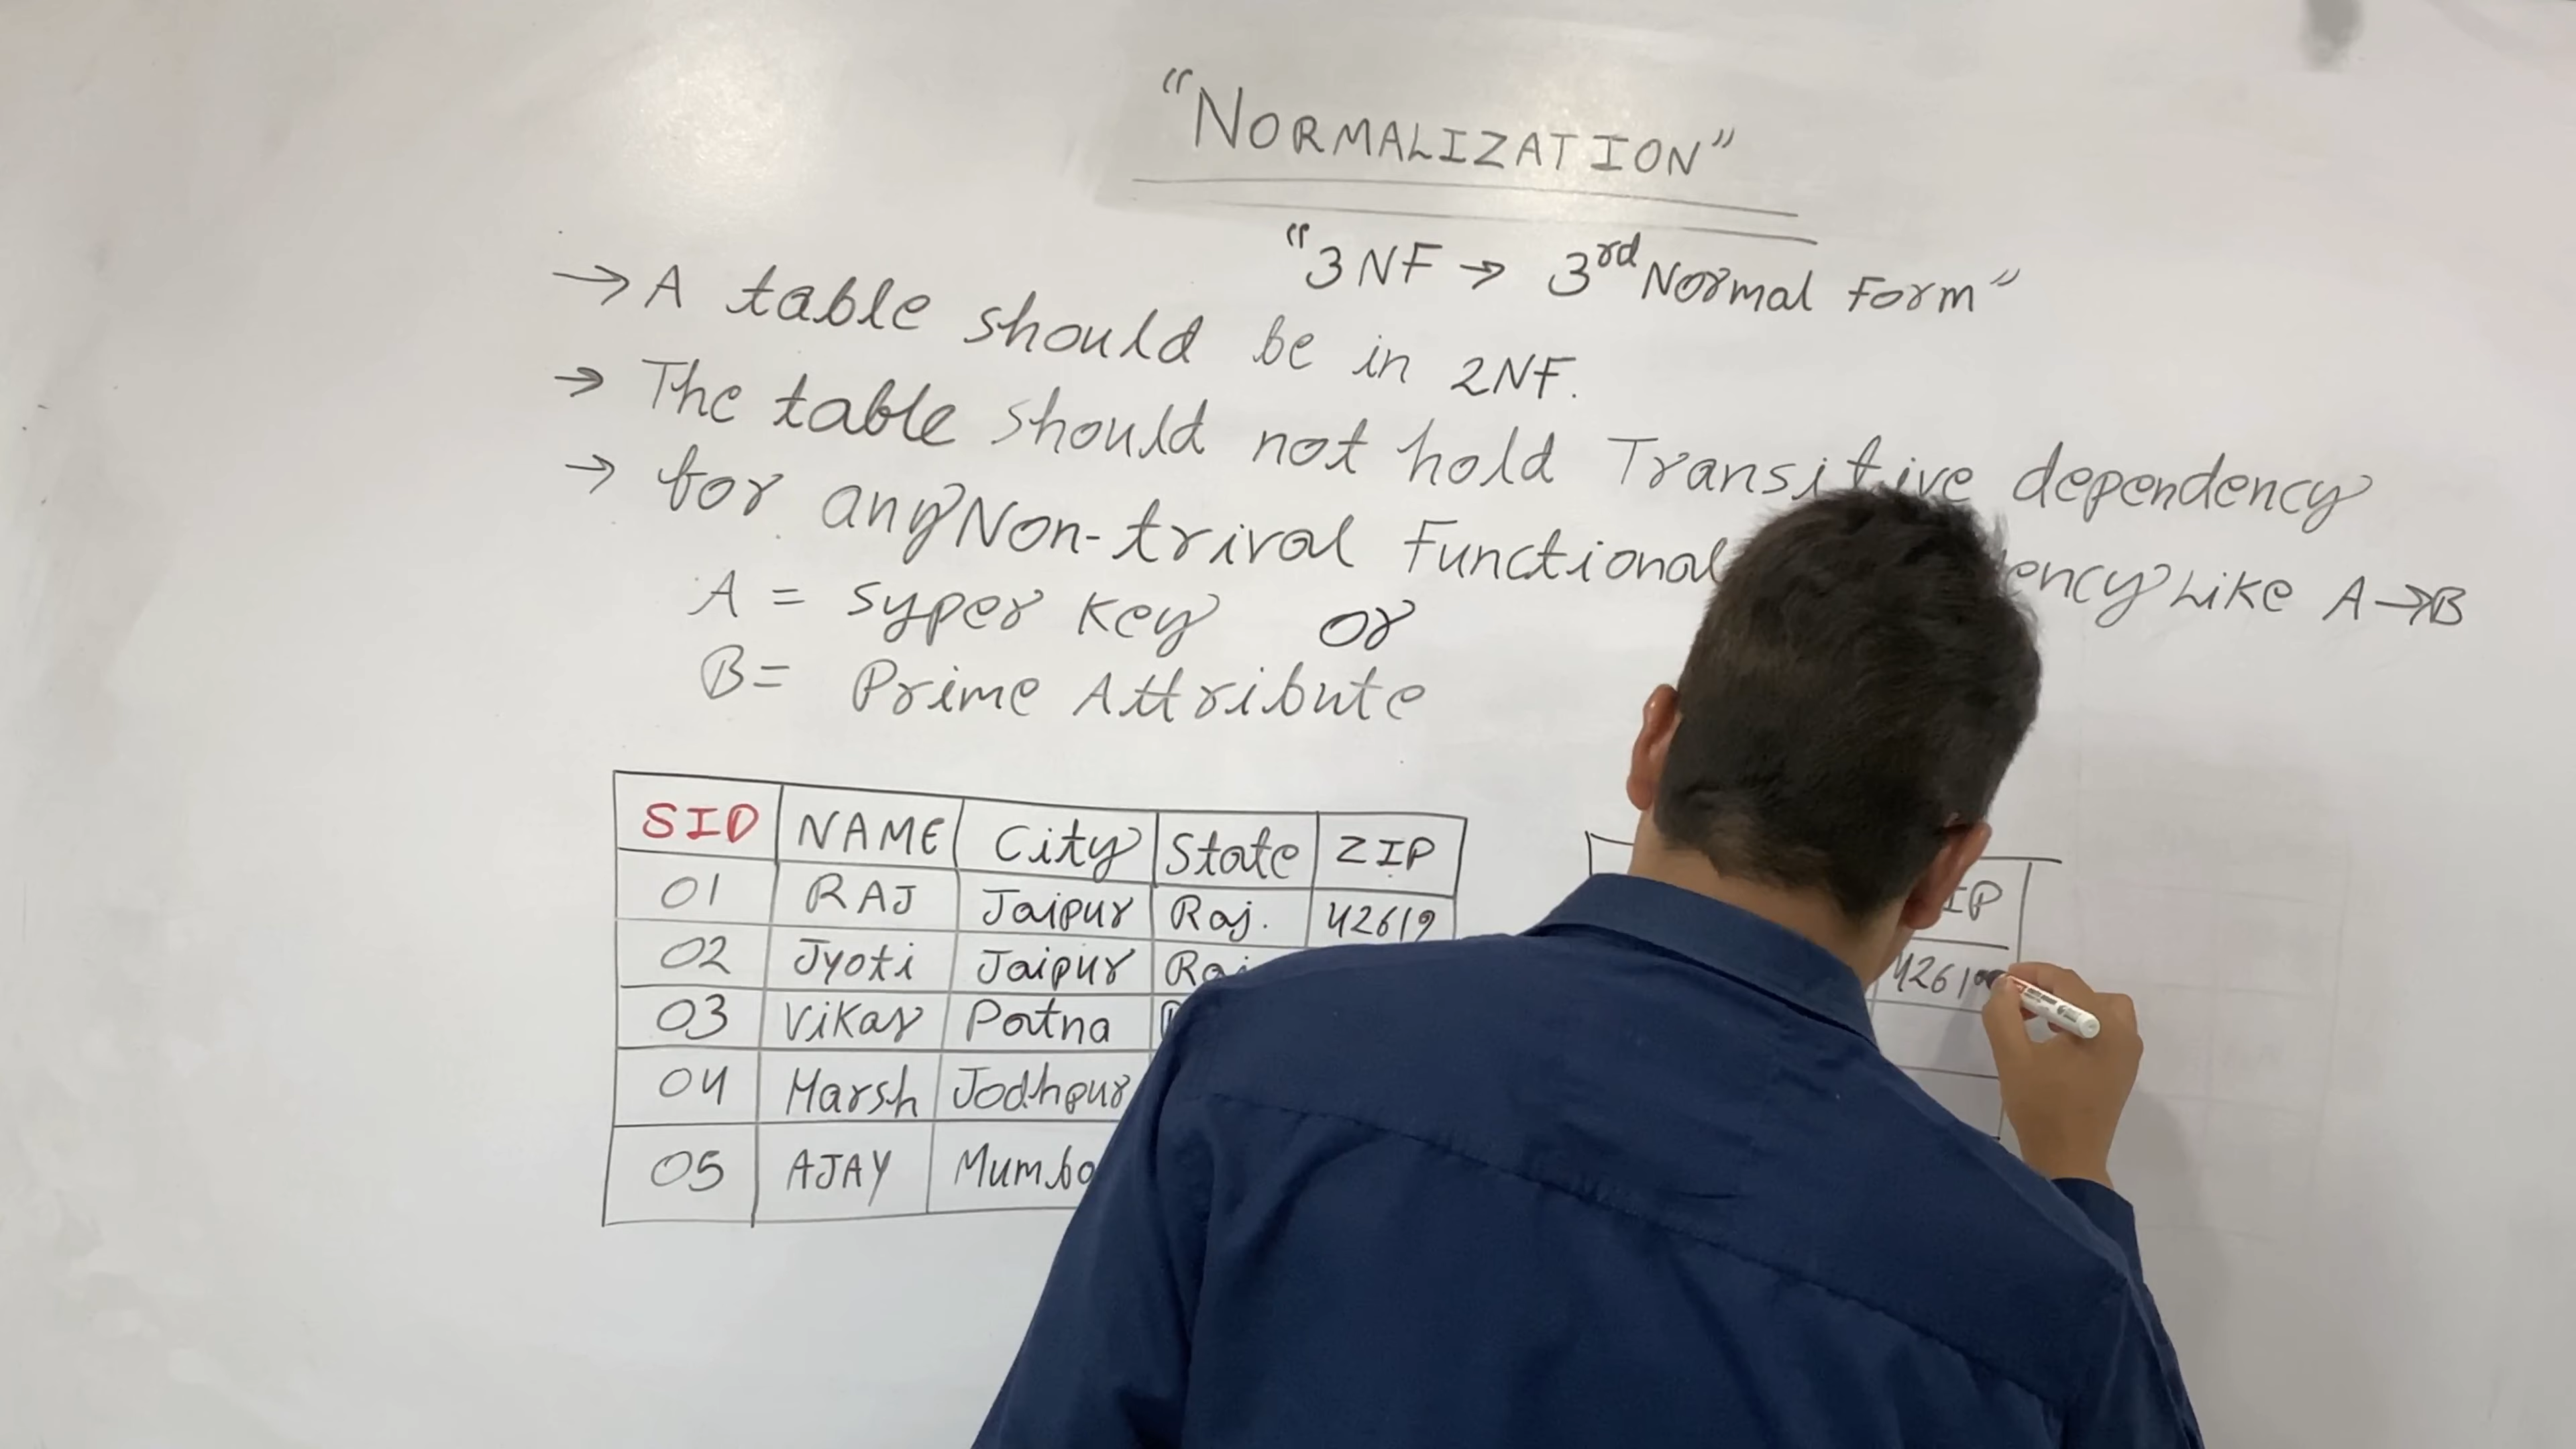 "NORMALIZATION"
"3NF → 3rd Normal Form"
→ A table should be in 2NF.
→ The table should not hold Transitive dependency
→ for any Non-trival Functional Like A→B
A = syper key or
B = Prime Attribute
SID NAME City State ZIP
01 RAJ Jaipur Raj. 42619
02 Jyoti Jaipur
03 Vikas Patna
04 Harsh Jodhpur
05 AJAY